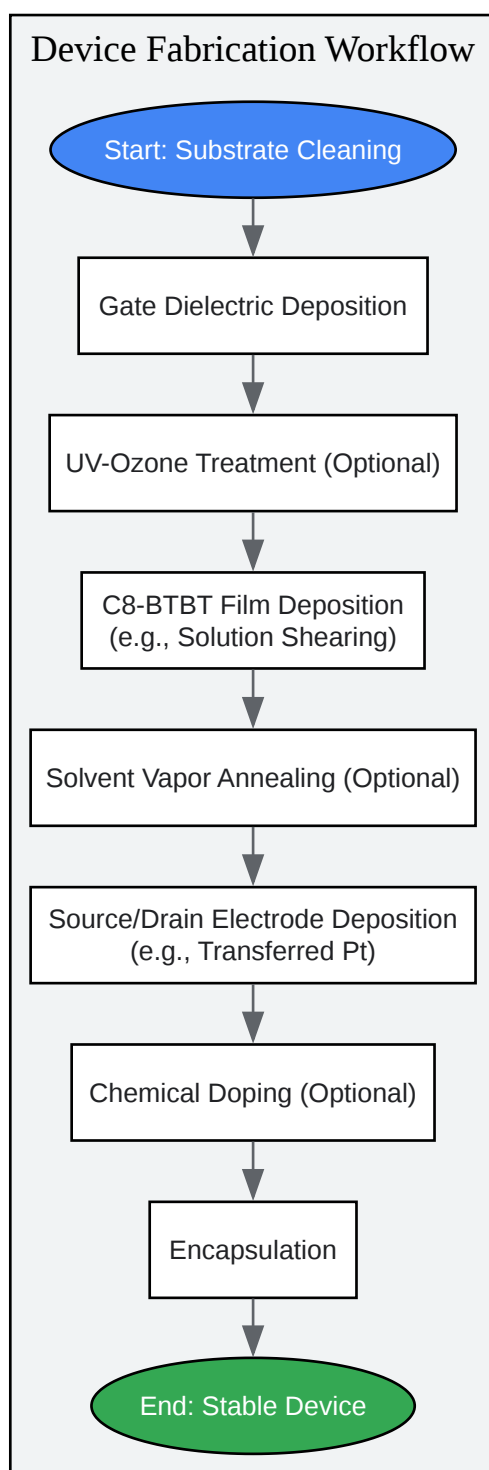 Device Fabrication Workflow
Start: Substrate Cleaning
Gate Dielectric Deposition
UV-Ozone Treatment (Optional)
C8-BTBT Film Deposition
(e.g., Solution Shearing)
Solvent Vapor Annealing (Optional)
Source/Drain Electrode Deposition
(e.g., Transferred Pt)
Chemical Doping (Optional)
Encapsulation
End: Stable Device